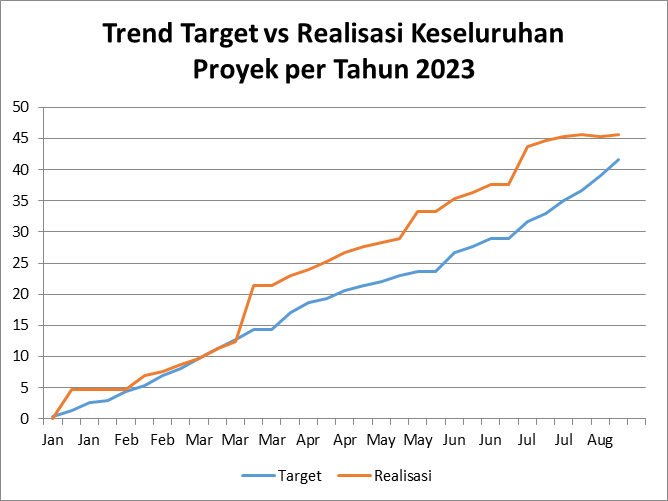 Trend Target vs Realisasi Keseluruhan
Proyek per Tahun 2023
50
45
40
35
30
25
20
15
10
5
0
Jan Jan Feb Feb Mar Mar Mar Apr Apr May May Jun Jun Jul Jul Aug
Target Realisasi